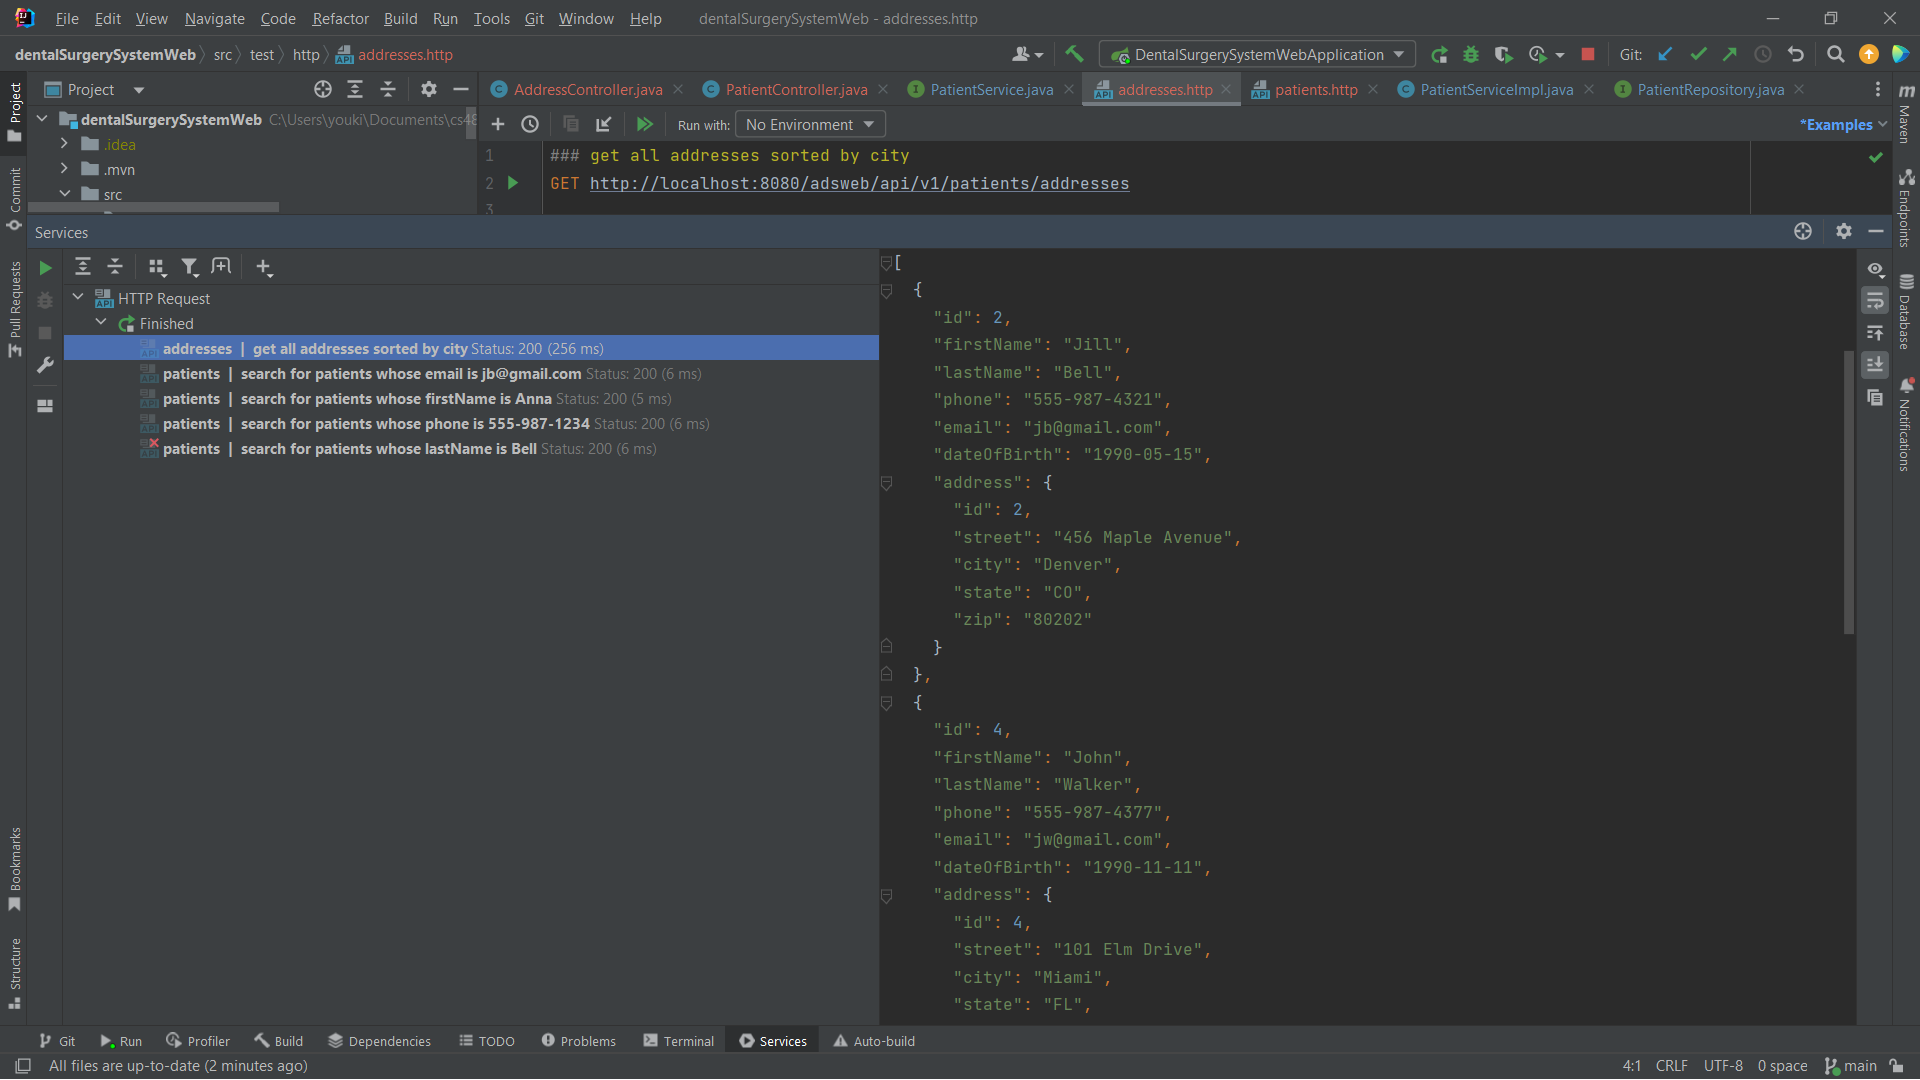 File Edit View Navigate Code Refactor Build Run Tools Git Window Help dentalSurgerySystemWeb - addresses.http
dentalSurgerySystemWeb src test http addresses.http DentalSurgerySystemWebApplication Git:
Project AddressController.java PatientController.java PatientService.java addresses.http patients.http PatientServiceImpl.java PatientRepository.java
dentalSurgerySystemWeb C:\Users\youki\Documents\cs48
.idea
.mvn
src
Run with: No Environment *Examples
1 ### get all addresses sorted by city
2 GET http://localhost:8080/adsweb/api/v1/patients/addresses
3
Services
HTTP Request
Finished
addresses | get all addresses sorted by city Status: 200 (256 ms)
patients | search for patients whose email is jb@gmail.com Status: 200 (6 ms)
patients | search for patients whose firstName is Anna Status: 200 (5 ms)
patients | search for patients whose phone is 555-987-1234 Status: 200 (6 ms)
patients | search for patients whose lastName is Bell Status: 200 (6 ms)
[
{
"id": 2,
"firstName": "Jill",
"lastName": "Bell",
"phone": "555-987-4321",
"email": "jb@gmail.com",
"dateOfBirth": "1990-05-15",
"address": {
"id": 2,
"street": "456 Maple Avenue",
"city": "Denver",
"state": "CO",
"zip": "80202"
}
},
{
"id": 4,
"firstName": "John",
"lastName": "Walker",
"phone": "555-987-4377",
"email": "jw@gmail.com",
"dateOfBirth": "1990-11-11",
"address": {
"id": 4,
"street": "101 Elm Drive",
"city": "Miami",
"state": "FL",
Project
Commit
Pull Requests
Bookmarks
Structure
Maven
Endpoints
Database
Notifications
Git Run Profiler Build Dependencies TODO Problems Terminal Services Auto-build
All files are up-to-date (2 minutes ago) 4:1 CRLF UTF-8 0 space main